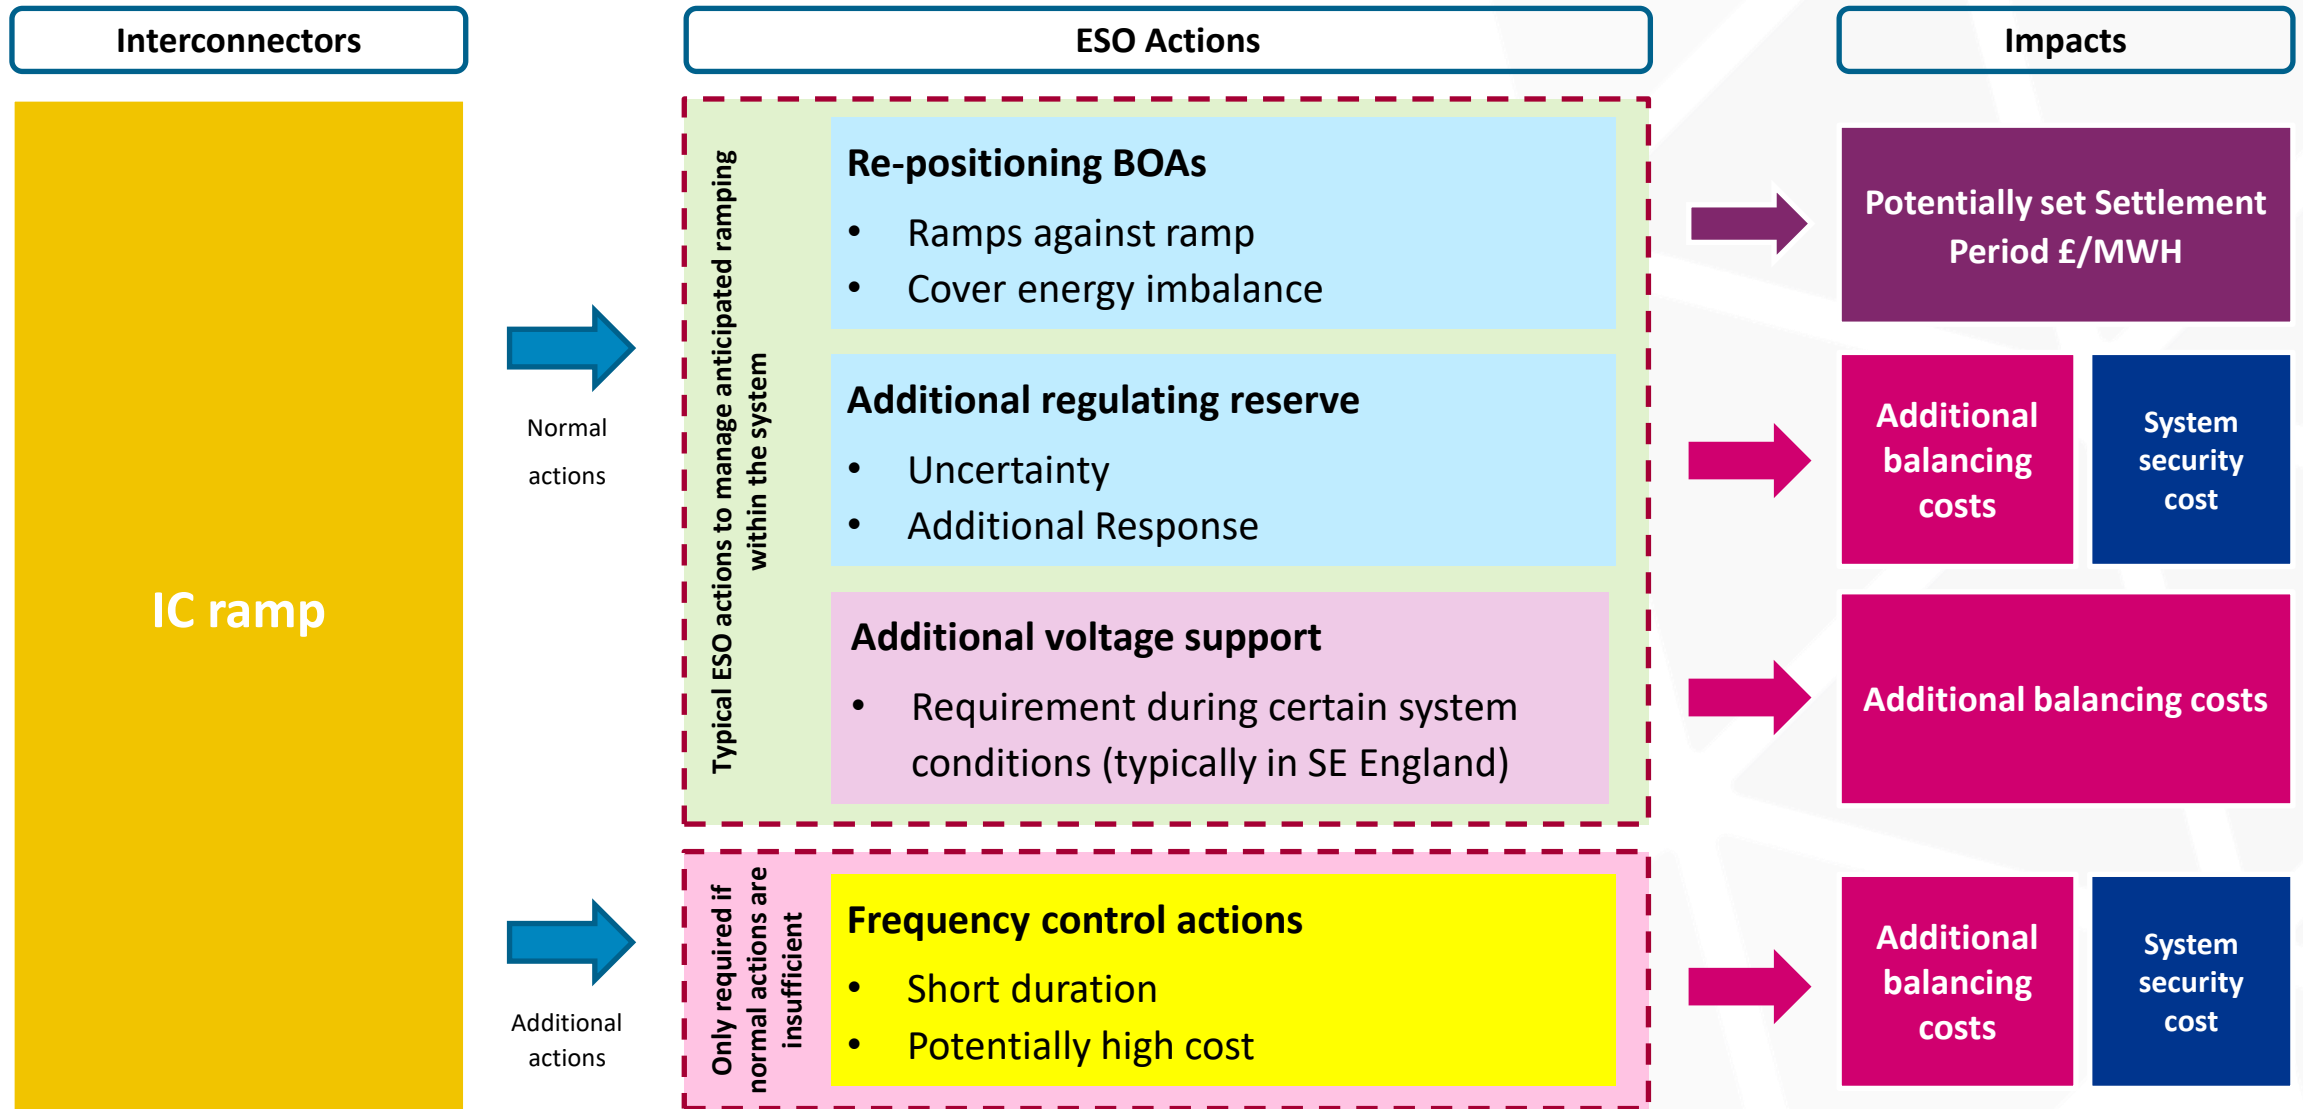 Interconnectors
ESO Actions
Impacts
IC ramp
Normal
actions
Additional
actions
Typical ESO actions to manage anticipated ramping
within the system
Re-positioning BOAs
• Ramps against ramp
• Cover energy imbalance
Additional regulating reserve
• Uncertainty
• Additional Response
Additional voltage support
• Requirement during certain system
conditions (typically in SE England)
Only required if
normal actions are
insufficient
Frequency control actions
• Short duration
• Potentially high cost
Potentially set Settlement
Period £/MWH
Additional
balancing
costs
System
security
cost
Additional balancing costs
Additional
balancing
costs
System
security
cost